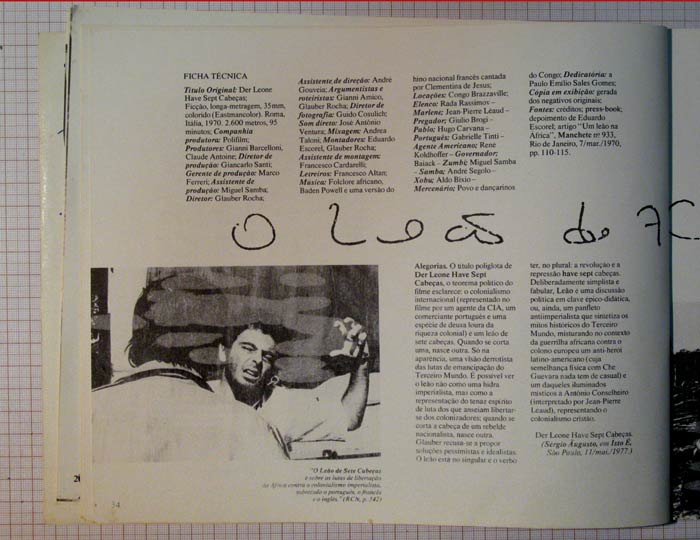 FICHA TÉCNICA
Título Original: Der Leone
Have Sept Cabeças;
Ficção, longa-metragem, 35mm,
colorido (Eastmancolor). Roma,
Itália, 1970. 2.600 metros, 95
minutos; Companhia
produtora: Polifilm;
Produtores: Gianni Barcelloni,
Claude Antoine; Diretor de
produção: Giancarlo Santi;
Gerente de produção: Marco
Ferreri; Assistente de
produção: Miguel Samba;
Diretor: Glauber Rocha;
Assistente de direção: André
Gouveia; Argumentistas e
roteiristas: Gianni Amico,
Glauber Rocha; Diretor de
fotografia: Guido Cosulich;
Som direto: José Antônio
Ventura; Mixagem: Andrea
Taloni; Montadores: Eduardo
Escorel, Glauber Rocha;
Assistente de montagem:
Francesco Cardarelli;
Letreiros: Francesco Altan;
Música: Folclore africano,
Baden Powell e uma versão do
hino nacional francês cantada
por Clementina de Jesus;
Locações: Congo Brazzaville;
Elenco: Rada Rassimov –
Marlene; Jean-Pierre Léaud –
Pregador; Giulio Brogi –
Pablo; Hugo Carvana –
Português; Gabrielle Tinti –
Agente Americano; René
Koldhoffer – Governador;
Baiack – Zumbi; Miguel Samba
– Samba; Andre Segolo –
Xobu; Aldo Bixio –
Mercenário; Povo e dançarinos
do Congo; Dedicatória: a
Paulo Emílio Sales Gomes;
Cópia em exibição: gerada
dos negativos originais;
Fontes: créditos; press-book;
depoimento de Eduardo
Escorel; artigo "Um leão na
África", Manchete nº 933,
Rio de Janeiro, 7/mar./1970,
pp. 110-115.
O Leão de
Alegorias. O título poliglota de
Der Leone Have Sept
Cabeças, o teorema político do
filme esclarece: o colonialismo
internacional (representado no
filme por um agente da CIA, um
comerciante português e uma
espécie de deusa loura da
riqueza colonial) é um leão de
sete cabeças. Quando se corta
uma, nasce outra. Só na
aparência, uma visão derrotista
das lutas de emancipação do
Terceiro Mundo. É possível ver
o leão não como uma hidra
imperialista, mas como a
representação do tenaz espírito
de luta dos que anseiam libertar-
se dos colonizadores; quando se
corta a cabeça de um rebelde
nacionalista, nasce outra.
Glauber recusa-se a propor
soluções pessimistas e idealistas.
O leão está no singular e o verbo
ter, no plural: a revolução e a
repressão have sept cabeças.
Deliberadamente simplista e
fabular, Leão é uma discussão
política em clave épico-didática,
ou, ainda, um panfleto
antiimperialista que sintetiza os
mitos históricos do Terceiro
Mundo, misturando no contexto
da guerrilha africana contra o
colono europeu um anti-herói
latino-americano (cuja
semelhança física com Che
Guevara nada tem de casual) e
um daqueles iluminados
místicos à Antônio Conselheiro
(interpretado por Jean-Pierre
Léaud), representando o
colonialismo cristão.
Der Leone Have Sept Cabeças.
(Sérgio Augusto, em Isto É,
São Paulo, 11/mai./1977.)
"O Leão de Sete Cabeças
é sobre as lutas de libertação
da África contra o colonialismo imperialista,
sobretudo o português, o francês
e o inglês." (RCN, p. 342)
34